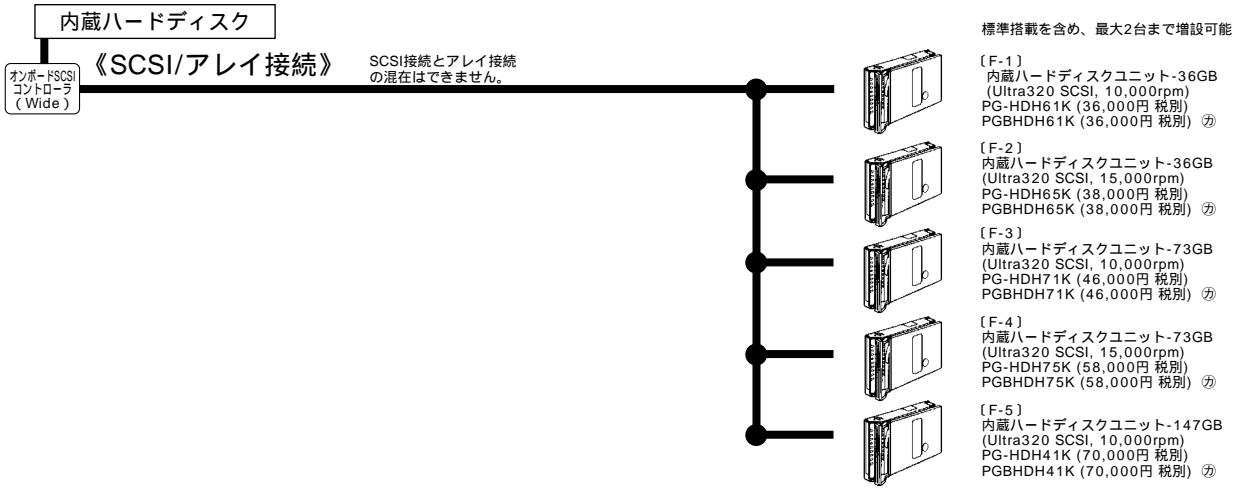 内蔵ハードディスク
《SCSI/アレイ接続》
SCSI接続とアレイ接続
の混在はできません。
オンボードSCSI
コントローラ
(Wide)
標準搭載を含め、最大2台まで増設可能
〔F-1〕
内蔵ハードディスクユニット-36GB
(Ultra320 SCSI, 10,000rpm)
PG-HDH61K (36,000円 税別)
PGBHDH61K (36,000円 税別) ㋕
〔F-2〕
内蔵ハードディスクユニット-36GB
(Ultra320 SCSI, 15,000rpm)
PG-HDH65K (38,000円 税別)
PGBHDH65K (38,000円 税別) ㋕
〔F-3〕
内蔵ハードディスクユニット-73GB
(Ultra320 SCSI, 10,000rpm)
PG-HDH71K (46,000円 税別)
PGBHDH71K (46,000円 税別) ㋕
〔F-4〕
内蔵ハードディスクユニット-73GB
(Ultra320 SCSI, 15,000rpm)
PG-HDH75K (58,000円 税別)
PGBHDH75K (58,000円 税別) ㋕
〔F-5〕
内蔵ハードディスクユニット-147GB
(Ultra320 SCSI, 10,000rpm)
PG-HDH41K (70,000円 税別)
PGBHDH41K (70,000円 税別) ㋕